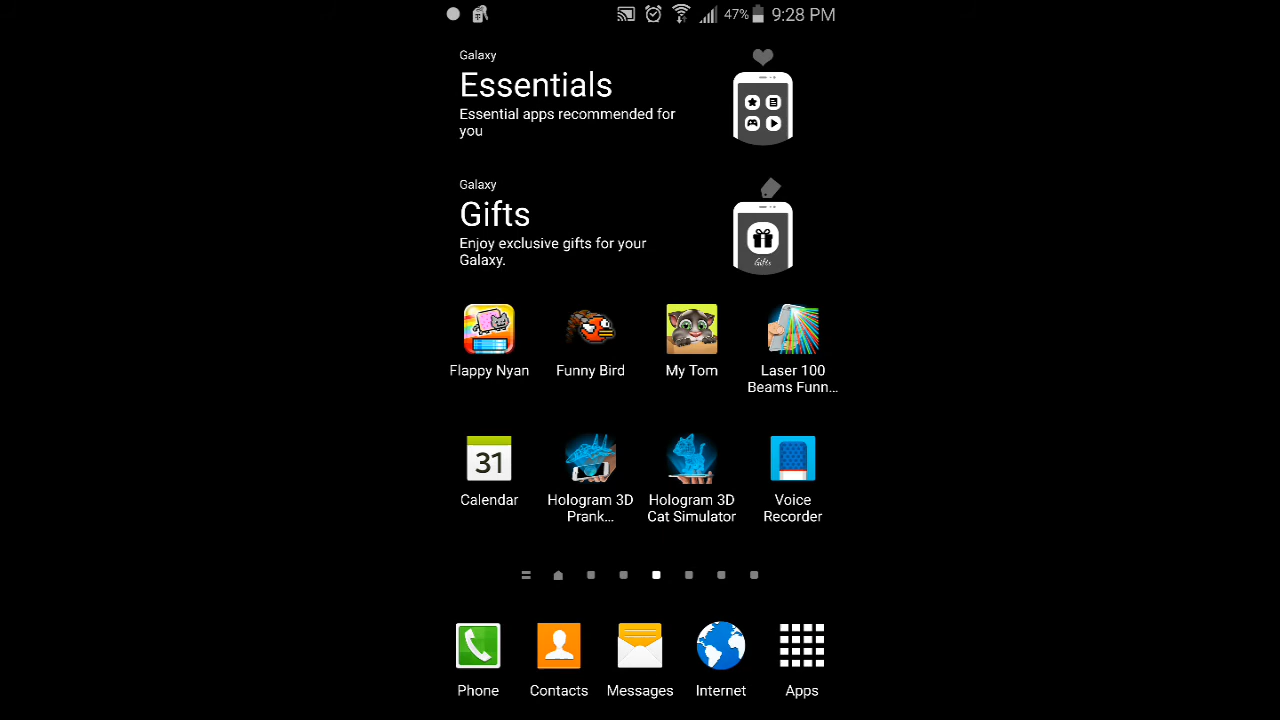 47% 9:28 PM
Galaxy
Essentials
Essential apps recommended for
you
Galaxy
Gifts
Enjoy exclusive gifts for your
Galaxy.
Gifts
Flappy Nyan
Funny Bird
My Tom
Laser 100
Beams Funn...
31
Calendar
Hologram 3D
Prank...
Hologram 3D
Cat Simulator
Voice
Recorder
Phone
Contacts
Messages
Internet
Apps